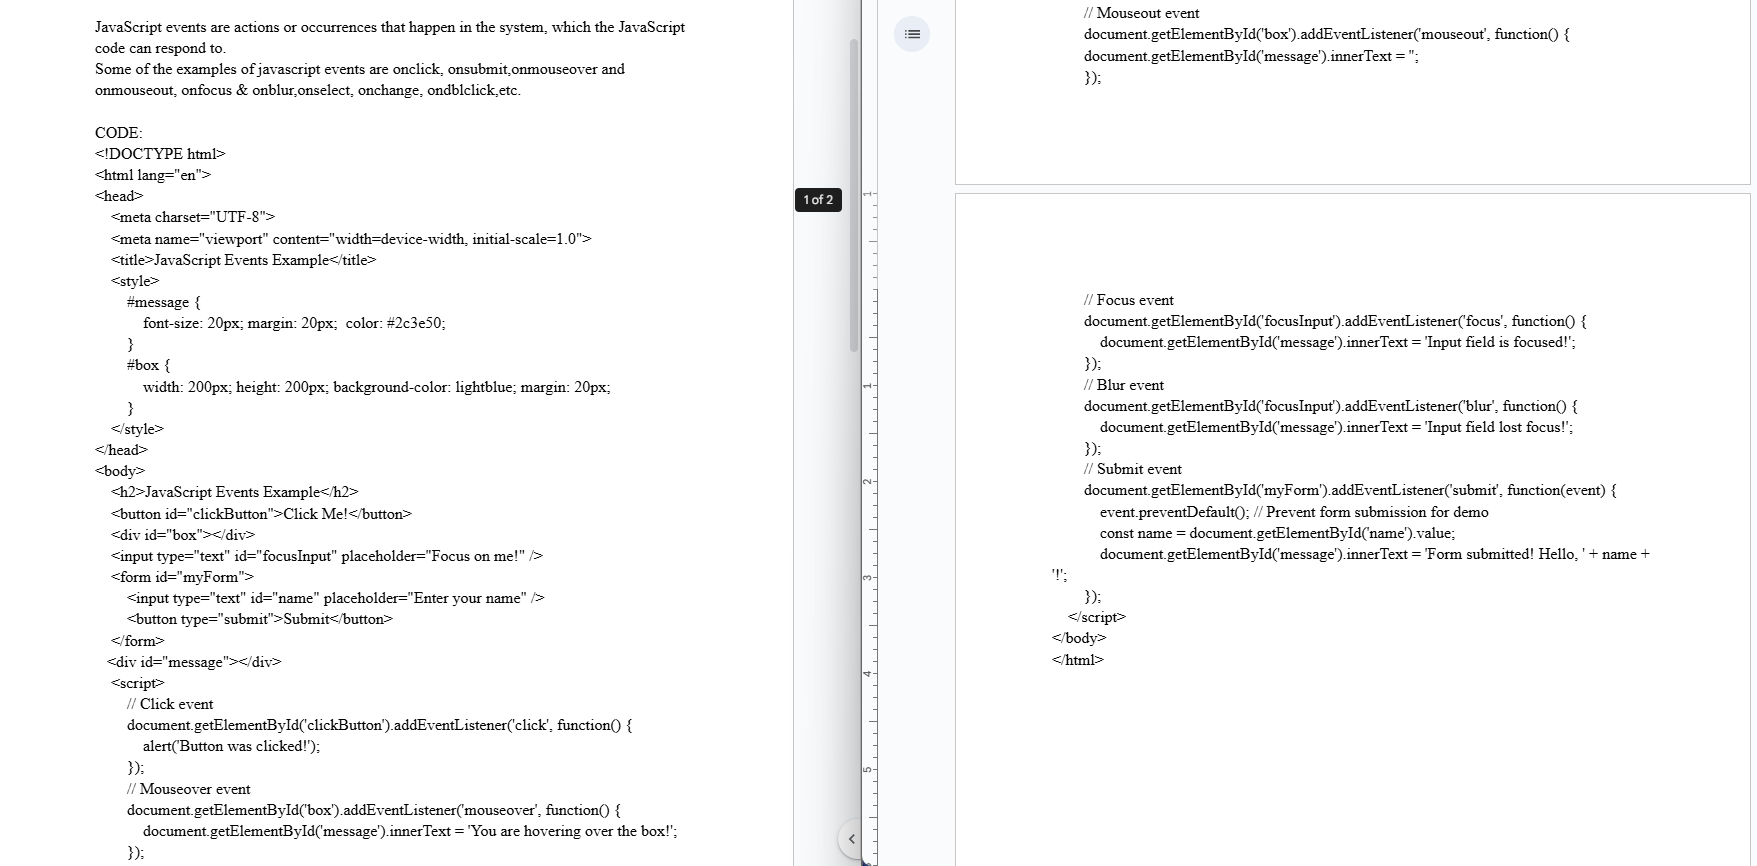 JavaScript events are actions or occurrences that happen in the system, which the JavaScript
code can respond to.
Some of the examples of javascript events are onclick, onsubmit,onmouseover and
onmouseout, onfocus & onblur,onselect, onchange, ondblclick,etc.
CODE:
<!DOCTYPE html>
<html lang="en">
<head>
<meta charset="UTF-8">
<meta name="viewport" content="width=device-width, initial-scale=1.0">
<title>JavaScript Events Example</title>
<style>
#message {
font-size: 20px; margin: 20px;  color: #2c3e50;
}
#box {
width: 200px; height: 200px; background-color: lightblue; margin: 20px;
}
</style>
</head>
<body>
<h2>JavaScript Events Example</h2>
<button id="clickButton">Click Me!</button>
<div id="box"></div>
<input type="text" id="focusInput" placeholder="Focus on me!" />
<form id="myForm">
<input type="text" id="name" placeholder="Enter your name" />
<button type="submit">Submit</button>
</form>
<div id="message"></div>
<script>
// Click event
document.getElementById('clickButton').addEventListener('click', function() {
alert('Button was clicked!');
});
// Mouseover event
document.getElementById('box').addEventListener('mouseover', function() {
document.getElementById('message').innerText = 'You are hovering over the box!';
});
1 of 2
1
1
2
3
4
5
// Mouseout event
document.getElementById('box').addEventListener('mouseout', function() {
document.getElementById('message').innerText = '';
});
// Focus event
document.getElementById('focusInput').addEventListener('focus', function() {
document.getElementById('message').innerText = 'Input field is focused!';
});
// Blur event
document.getElementById('focusInput').addEventListener('blur', function() {
document.getElementById('message').innerText = 'Input field lost focus!';
});
// Submit event
document.getElementById('myForm').addEventListener('submit', function(event) {
event.preventDefault(); // Prevent form submission for demo
const name = document.getElementById('name').value;
document.getElementById('message').innerText = 'Form submitted! Hello, ' + name +
'!';
});
</script>
</body>
</html>